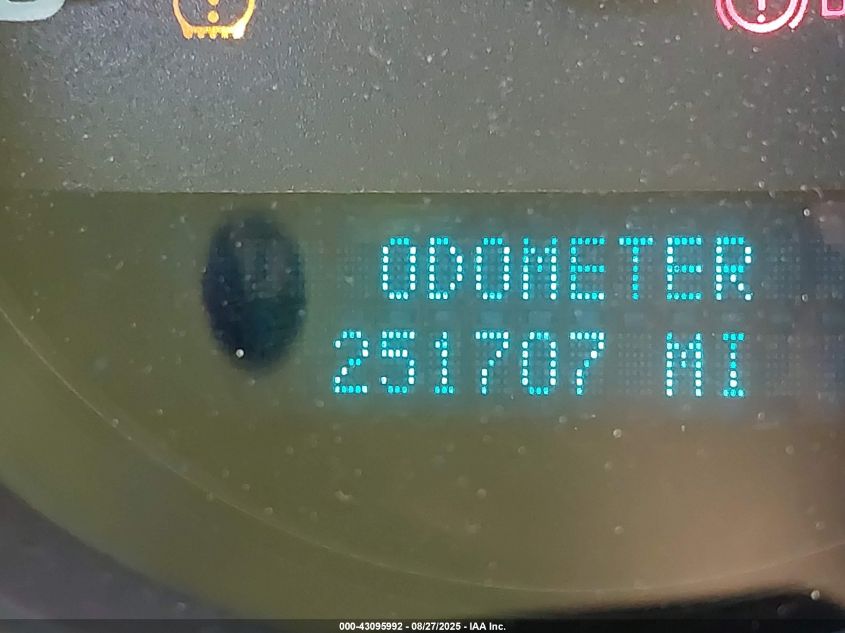 ODOMETER
251707 MI
000-43095992 - 08/27/2025 - IAA Inc.